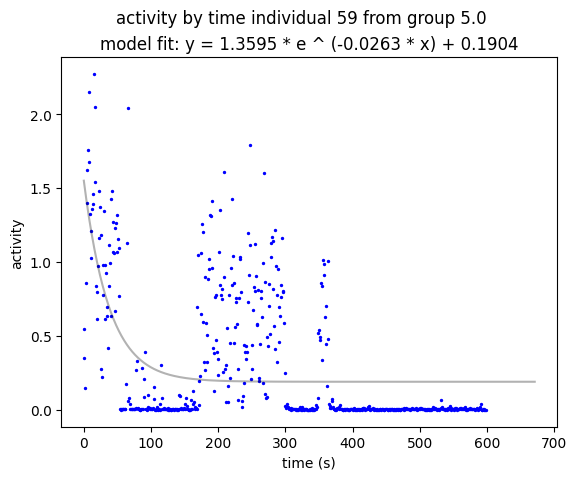 activity by time individual 59 from group 5.0
model fit: y = 1.3595 * e ^ (-0.0263 * x) + 0.1904
2.0
1.5
1.0
0.5
0.0
activity
0 100 200 300 400 500 600 700
time (s)